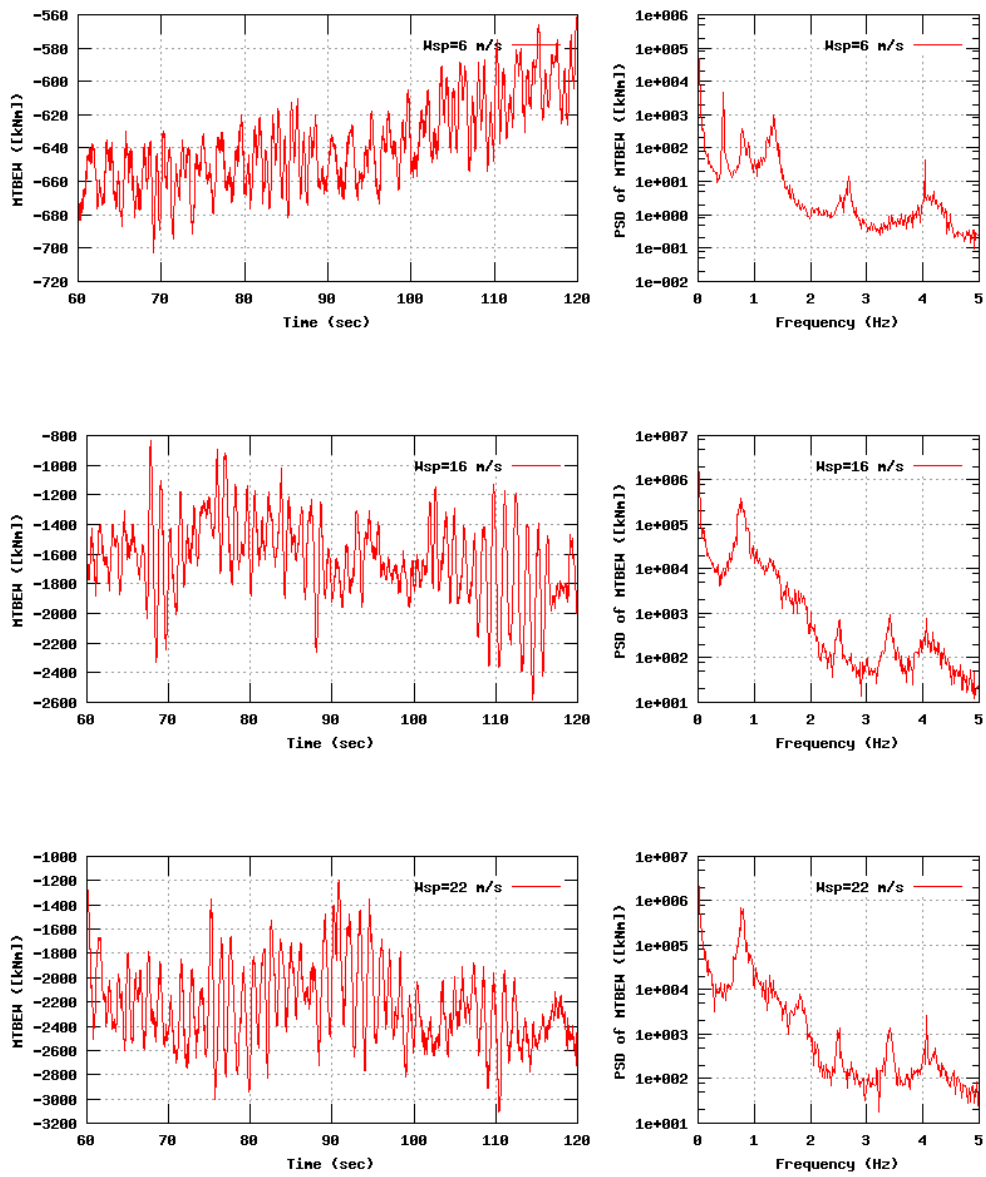 -560
-580
-600
-620
-640
-660
-680
-700
-720
MTBEW ([kNm])
Wsp=6 m/s
60 70 80 90 100 110 120
Time (sec)
1e+006
1e+005
1e+004
1e+003
1e+002
1e+001
1e+000
1e-001
1e-002
PSD of MTBEW ([kNm])
Wsp=6 m/s
0 1 2 3 4 5
Frequency (Hz)
-800
-1000
-1200
-1400
-1600
-1800
-2000
-2200
-2400
-2600
MTBEW ([kNm])
Wsp=16 m/s
60 70 80 90 100 110 120
Time (sec)
1e+007
1e+006
1e+005
1e+004
1e+003
1e+002
1e+001
PSD of MTBEW ([kNm])
Wsp=16 m/s
0 1 2 3 4 5
Frequency (Hz)
-1000
-1200
-1400
-1600
-1800
-2000
-2200
-2400
-2600
-2800
-3000
-3200
MTBEW ([kNm])
Wsp=22 m/s
60 70 80 90 100 110 120
Time (sec)
1e+007
1e+006
1e+005
1e+004
1e+003
1e+002
1e+001
PSD of MTBEW ([kNm])
Wsp=22 m/s
0 1 2 3 4 5
Frequency (Hz)